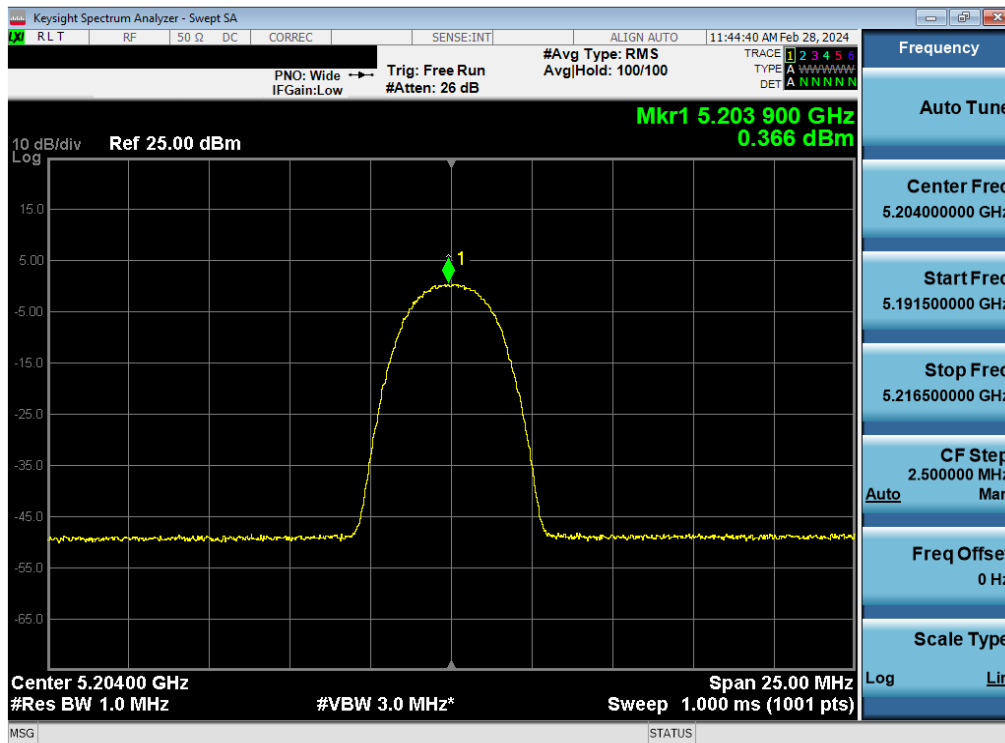 Keysight Spectrum Analyzer - Swept SA
LXI RLT RF 50 Ω DC CORREC SENSE:INT ALIGN AUTO 11:44:40 AM Feb 28, 2024
PNO: Wide
IFGain:Low
Trig: Free Run
#Atten: 26 dB
#Avg Type: RMS
Avg|Hold: 100/100
TRACE 1 2 3 4 5 6
TYPE A WWWWW
DET A N N N N N
Mkr1 5.203 900 GHz
0.366 dBm
10 dB/div Ref 25.00 dBm
Log
15.0
5.00
-5.00
-15.0
-25.0
-35.0
-45.0
-55.0
-65.0
1
Center 5.20400 GHz Span 25.00 MHz
#Res BW 1.0 MHz #VBW 3.0 MHz* Sweep 1.000 ms (1001 pts)
MSG STATUS
Frequency
Auto Tune
Center Freq
5.204000000 GHz
Start Freq
5.191500000 GHz
Stop Freq
5.216500000 GHz
CF Step
2.500000 MHz
Auto Man
Freq Offset
0 Hz
Scale Type
Log Lin